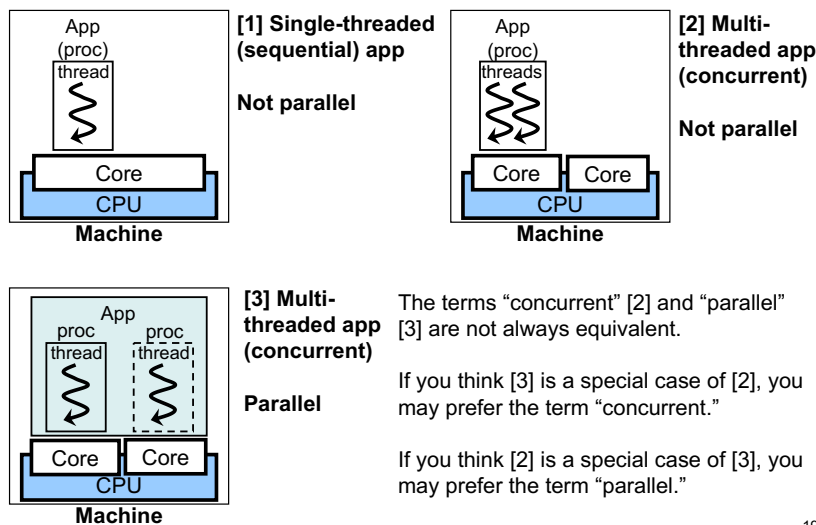 App
(proc)
thread
Core
CPU
Machine
[1] Single-threaded
(sequential) app
Not parallel
App
(proc)
threads
Core Core
CPU
Machine
[2] Multi-
threaded app
(concurrent)
Not parallel
App
proc proc
thread thread
Core Core
CPU
Machine
[3] Multi-
threaded app
(concurrent)
Parallel
The terms “concurrent” [2] and “parallel”
[3] are not always equivalent.
If you think [3] is a special case of [2], you
may prefer the term “concurrent.”
If you think [2] is a special case of [3], you
may prefer the term “parallel.”